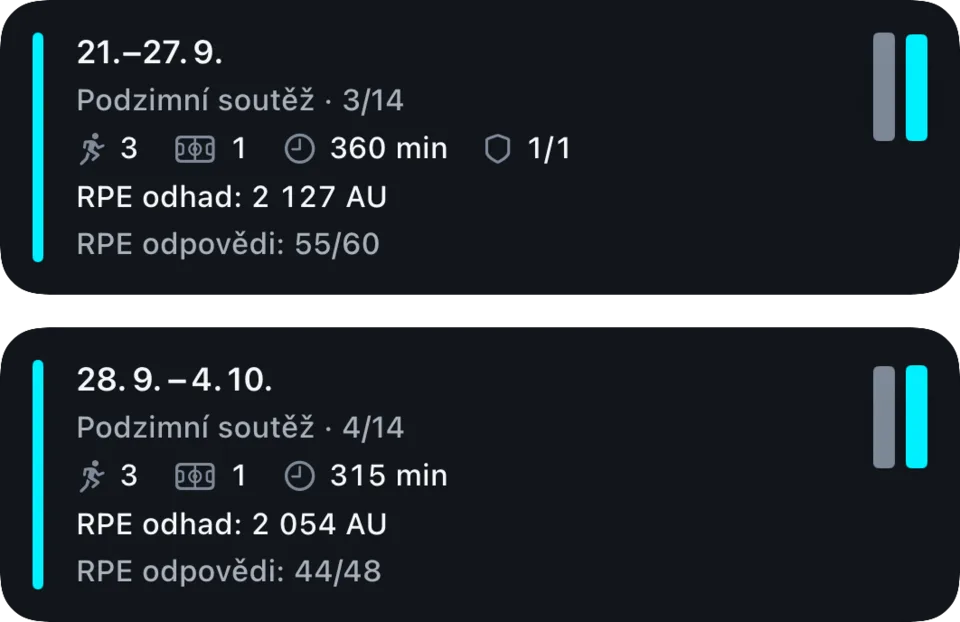 21.–27. 9.
Podzimní soutěž · 3/14
3 1 360 min 1/1
RPE odhad: 2 127 AU
RPE odpovědi: 55/60
28. 9. – 4. 10.
Podzimní soutěž · 4/14
3 1 315 min
RPE odhad: 2 054 AU
RPE odpovědi: 44/48